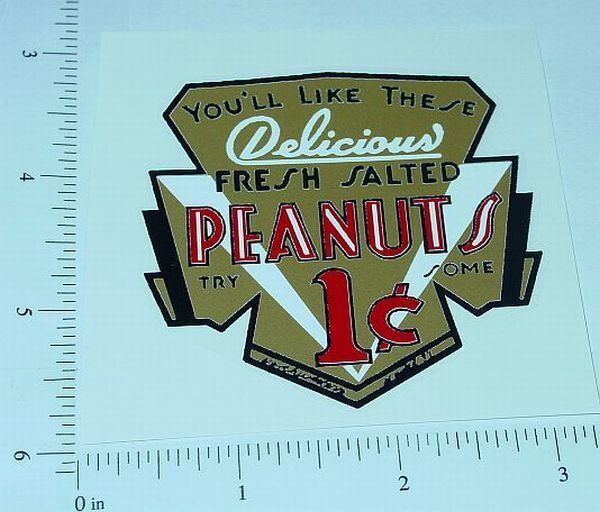 YOU'LL LIKE THESE
Delicious
FRESH SALTED
PEANUTS
TRY SOME
1¢
3
4
5
6
0 in 1 2 3